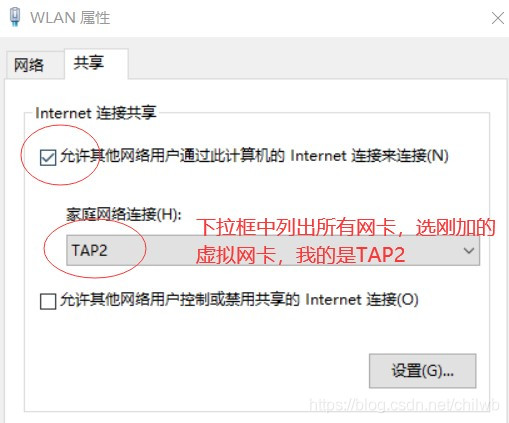 WLAN 属性
网络
共享
Internet 连接共享
允许其他网络用户通过此计算机的 Internet 连接来连接(N)
家庭网络连接(H):
下拉框中列出所有网卡，选刚加的
虚拟网卡，我的是TAP2
TAP2
允许其他网络用户控制或禁用共享的 Internet 连接(O)
设置(G)...
https://blog.csdn.net/chilwb